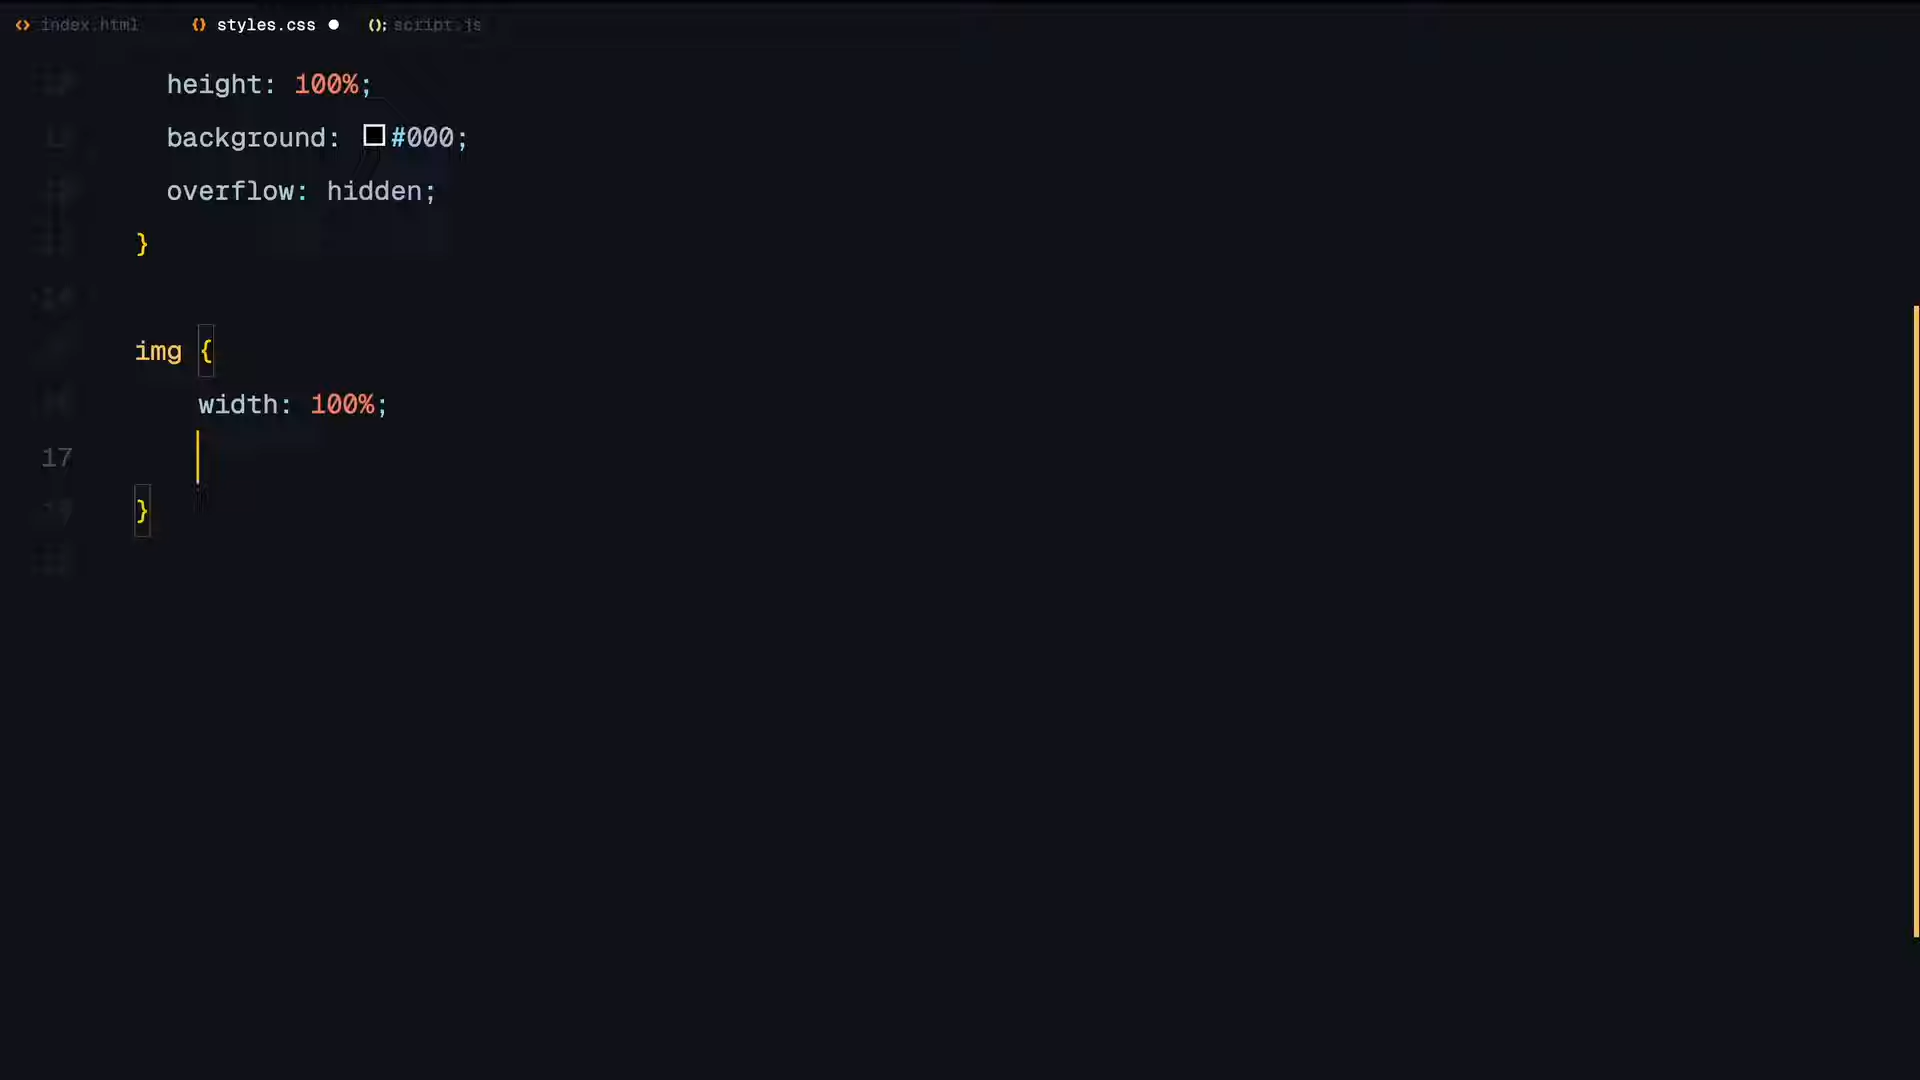 index.html styles.css script.js
height: 100%;
background: #000;
overflow: hidden;
}
img {
width: 100%;
17
}